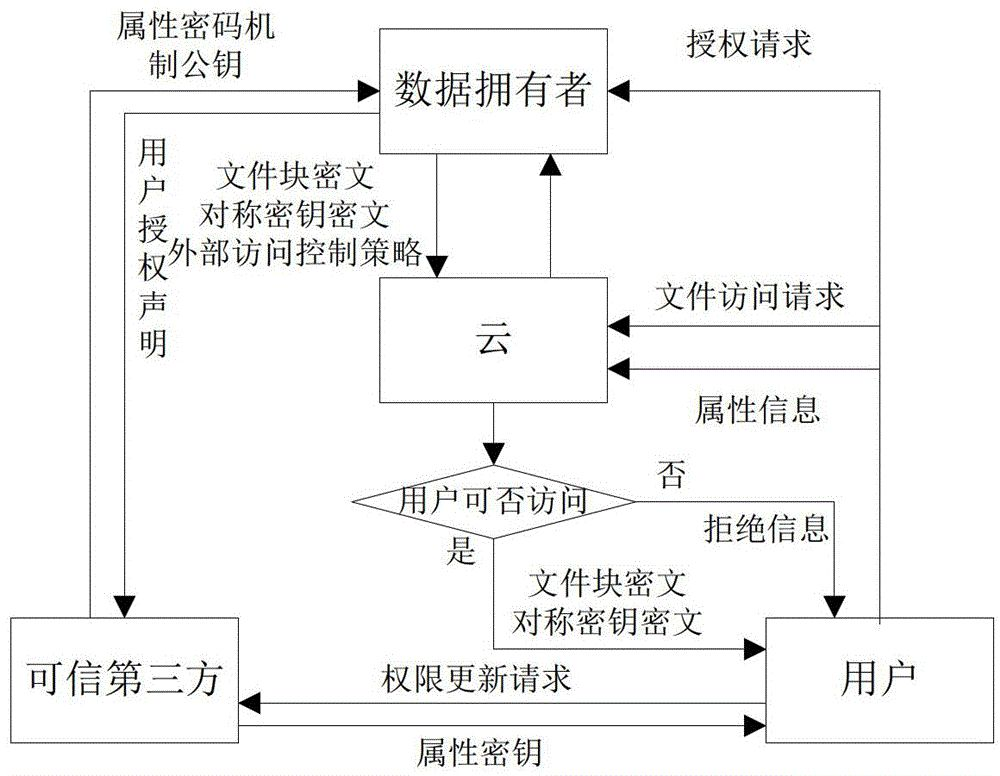 属性密码机
制公钥
数据拥有者
授权请求
用户授权声明
文件块密文
对称密钥密文
外部访问控制策略
云
文件访问请求
属性信息
用户可否访问
否
拒绝信息
是
文件块密文
对称密钥密文
可信第三方
权限更新请求
用户
属性密钥